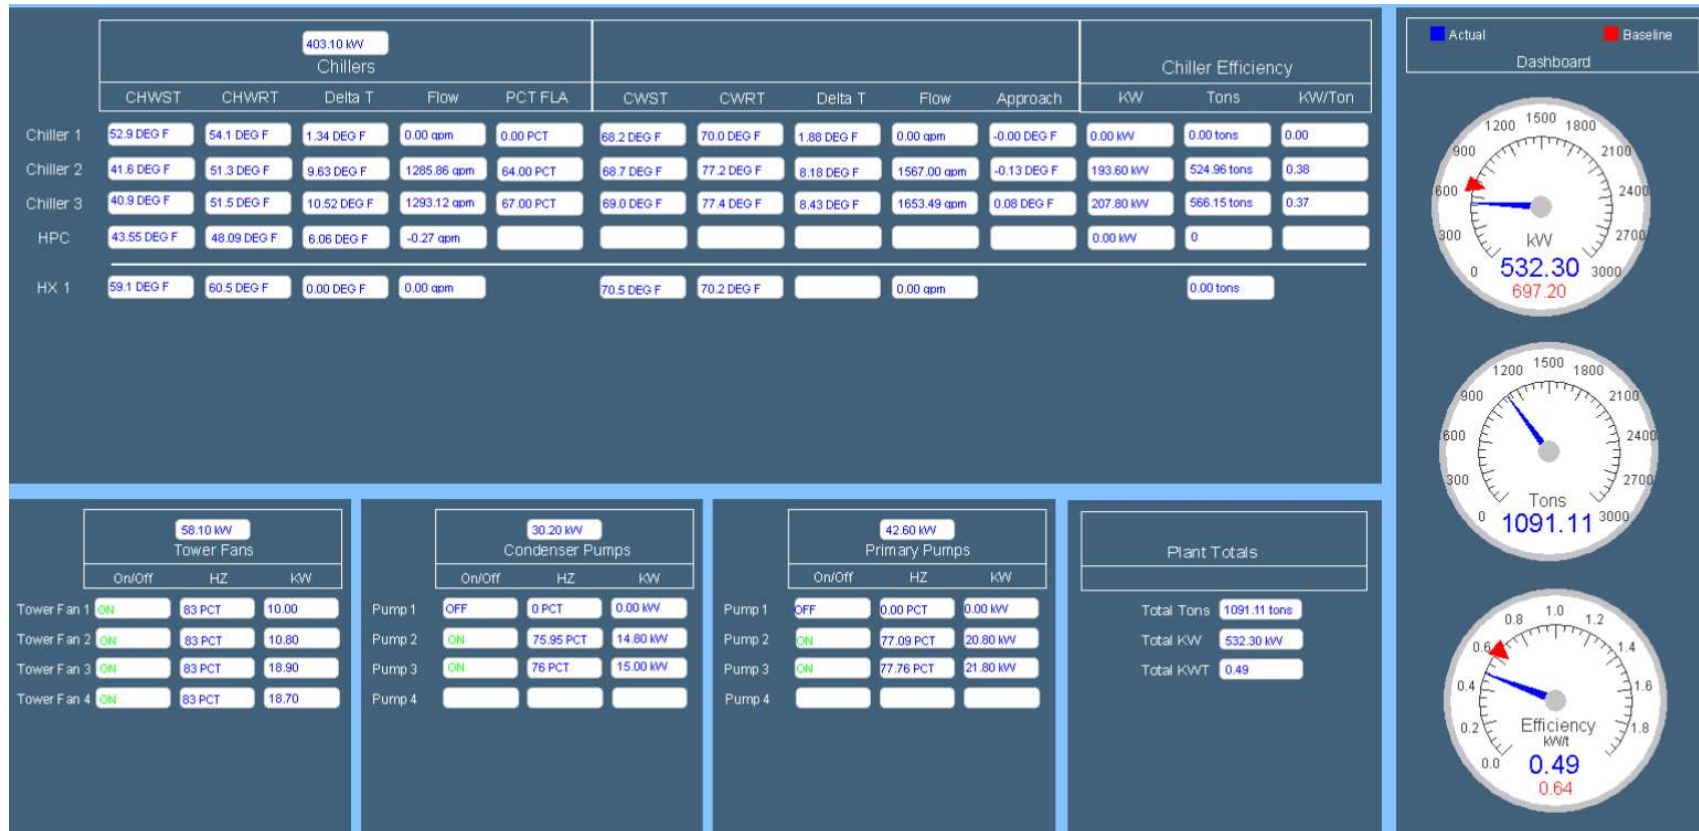 403.10 kW
Chillers
Chiller Efficiency
CHWST CHWRT Delta T Flow PCT FLA CWST CWRT Delta T Flow Approach KW Tons KW/Ton
Chiller 1 52.9 DEG F 54.1 DEG F 1.34 DEG F 0.00 gpm 0.00 PCT 68.2 DEG F 70.0 DEG F 1.88 DEG F 0.00 gpm -0.00 DEG F 0.00 kW 0.00 tons 0.00
Chiller 2 41.6 DEG F 51.3 DEG F 9.63 DEG F 1285.86 gpm 64.00 PCT 68.7 DEG F 77.2 DEG F 8.18 DEG F 1567.00 gpm -0.13 DEG F 193.60 kW 524.96 tons 0.38
Chiller 3 40.9 DEG F 51.5 DEG F 10.52 DEG F 1293.12 gpm 67.00 PCT 69.0 DEG F 77.4 DEG F 8.43 DEG F 1653.49 gpm 0.08 DEG F 207.80 kW 566.15 tons 0.37
HPC 43.55 DEG F 48.09 DEG F 6.06 DEG F -0.27 gpm 0.00 kW 0
HX 1 59.1 DEG F 60.5 DEG F 0.00 DEG F 0.00 gpm 70.5 DEG F 70.2 DEG F 0.00 gpm 0.00 tons
58.10 kW
Tower Fans
On/Off HZ KW
Tower Fan 1 ON 83 PCT 10.00
Tower Fan 2 ON 83 PCT 10.80
Tower Fan 3 ON 83 PCT 18.90
Tower Fan 4 ON 83 PCT 18.70
30.20 kW
Condenser Pumps
On/Off HZ KW
Pump 1 OFF 0 PCT 0.00 kW
Pump 2 ON 75.95 PCT 14.80 kW
Pump 3 ON 76 PCT 15.00 kW
Pump 4
42.60 kW
Primary Pumps
On/Off HZ KW
Pump 1 OFF 0.00 PCT 0.00 kW
Pump 2 ON 77.09 PCT 20.80 kW
Pump 3 ON 77.76 PCT 21.80 kW
Pump 4
Plant Totals
Total Tons 1091.11 tons
Total KW 532.30 kW
Total KWT 0.49
Actual Baseline
Dashboard
0 300 600 900 1200 1500 1800 2100 2400 2700 3000
kW
532.30
697.20
0 300 600 900 1200 1500 1800 2100 2400 2700 3000
Tons
1091.11
0.0 0.2 0.4 0.6 0.8 1.0 1.2 1.4 1.6 1.8
Efficiency
kW/t
0.49
0.64